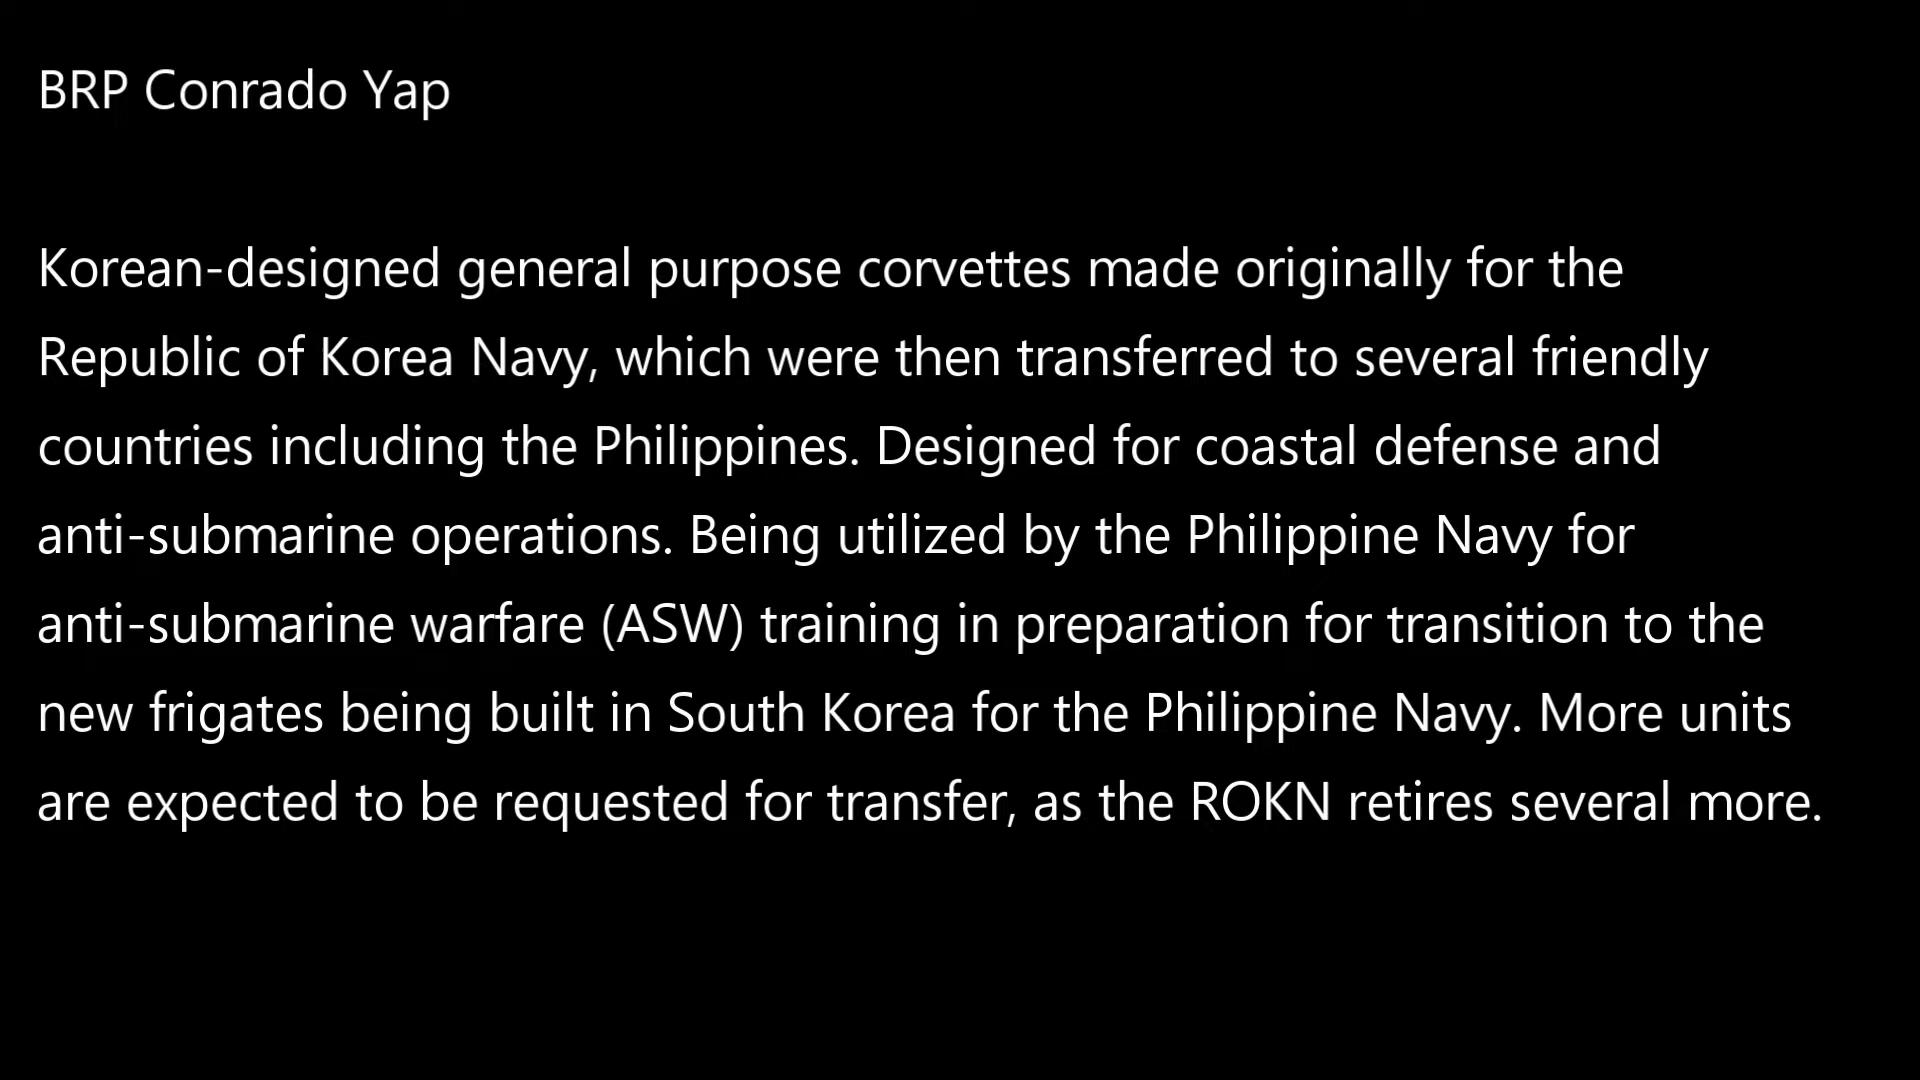 BRP Conrado Yap
Korean-designed general purpose corvettes made originally for the
Republic of Korea Navy, which were then transferred to several friendly
countries including the Philippines. Designed for coastal defense and
anti-submarine operations. Being utilized by the Philippine Navy for
anti-submarine warfare (ASW) training in preparation for transition to the
new frigates being built in South Korea for the Philippine Navy. More units
are expected to be requested for transfer, as the ROKN retires several more.